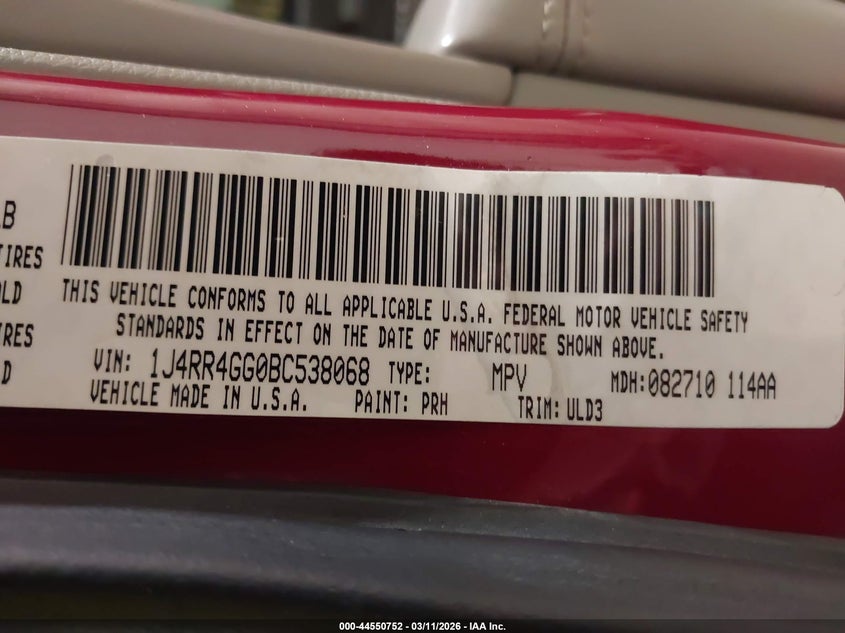 B
TIRES
OLD
IRES
D
THIS VEHICLE CONFORMS TO ALL APPLICABLE U.S.A. FEDERAL MOTOR VEHICLE SAFETY
STANDARDS IN EFFECT ON THE DATE OF MANUFACTURE SHOWN ABOVE.
VIN: 1J4RR4GG0BC538068 TYPE: MPV MDH:082710 114AA
VEHICLE MADE IN U.S.A. PAINT: PRH TRIM:ULD3
000-44550752 - 03/11/2026 - IAA Inc.